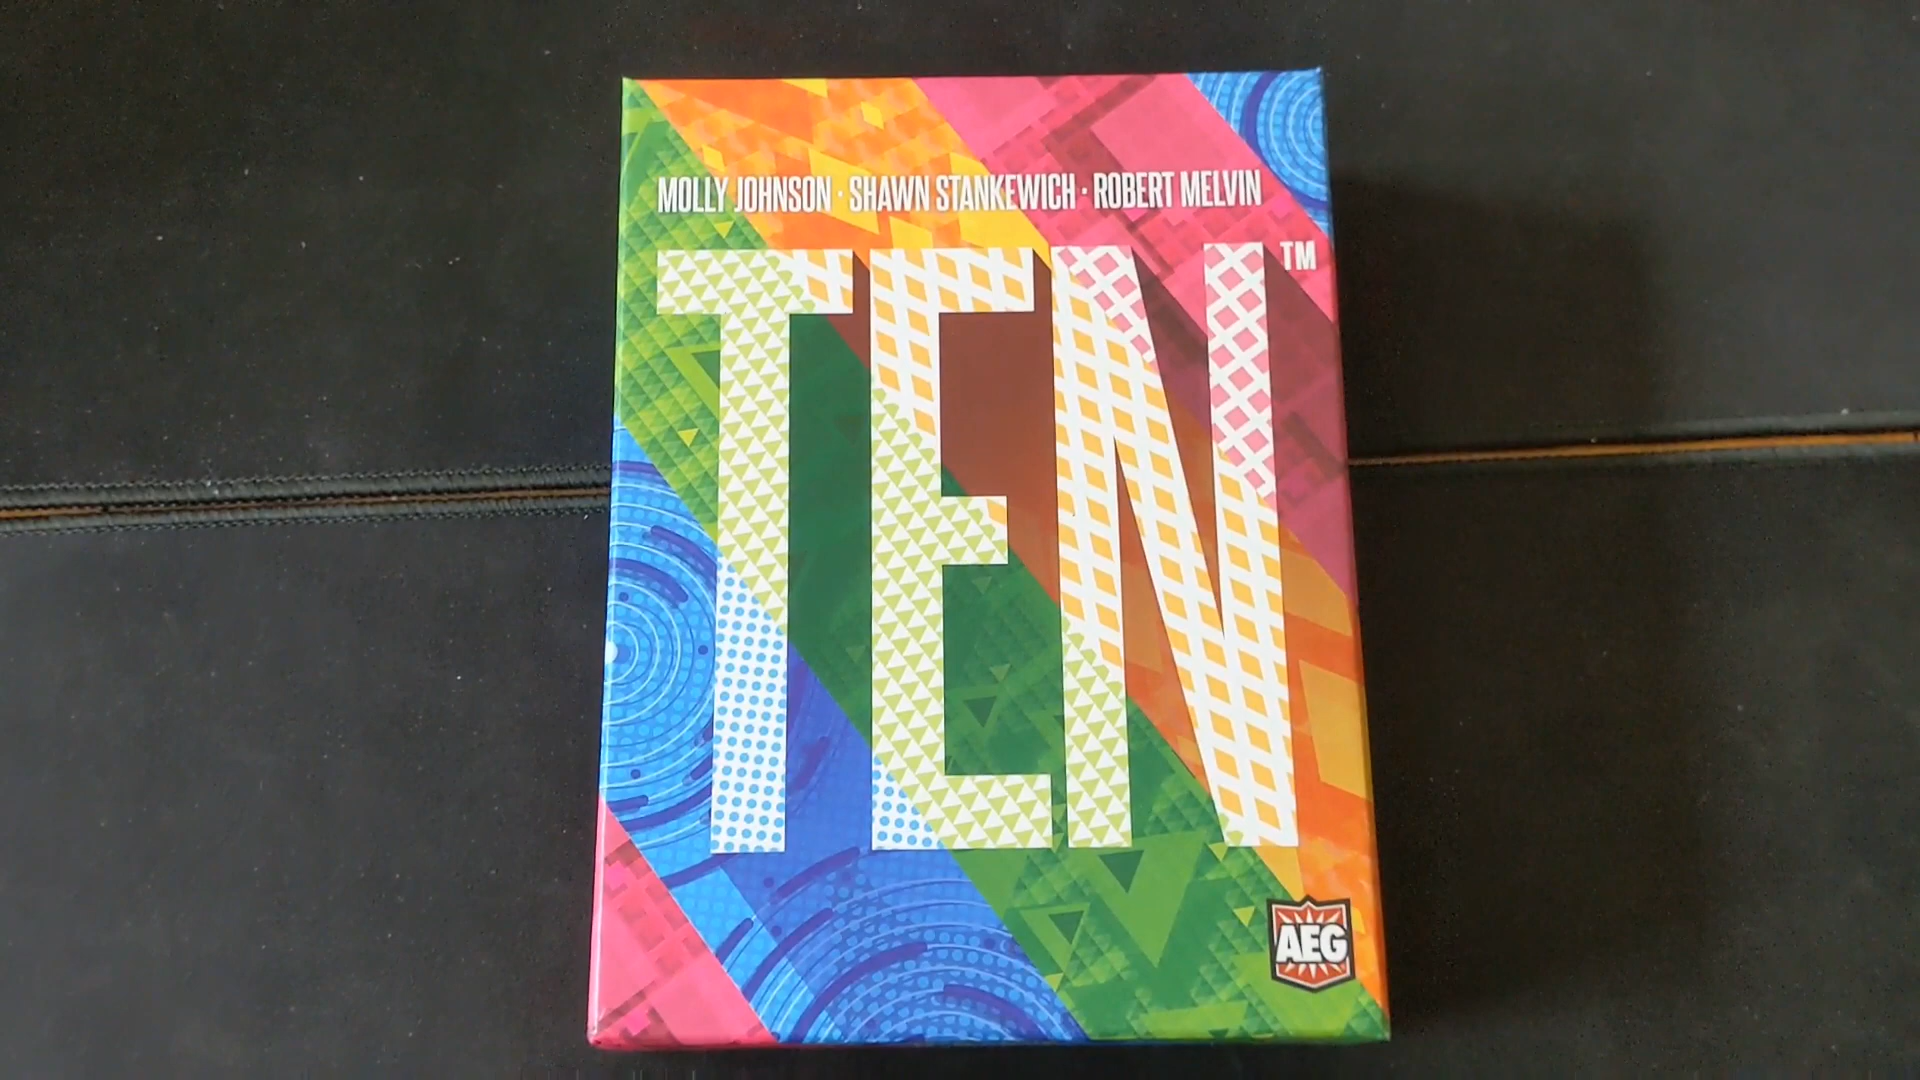 MOLLY JOHNSON · SHAWN STANKEWICH · ROBERT MELVIN
TEN™
AEG